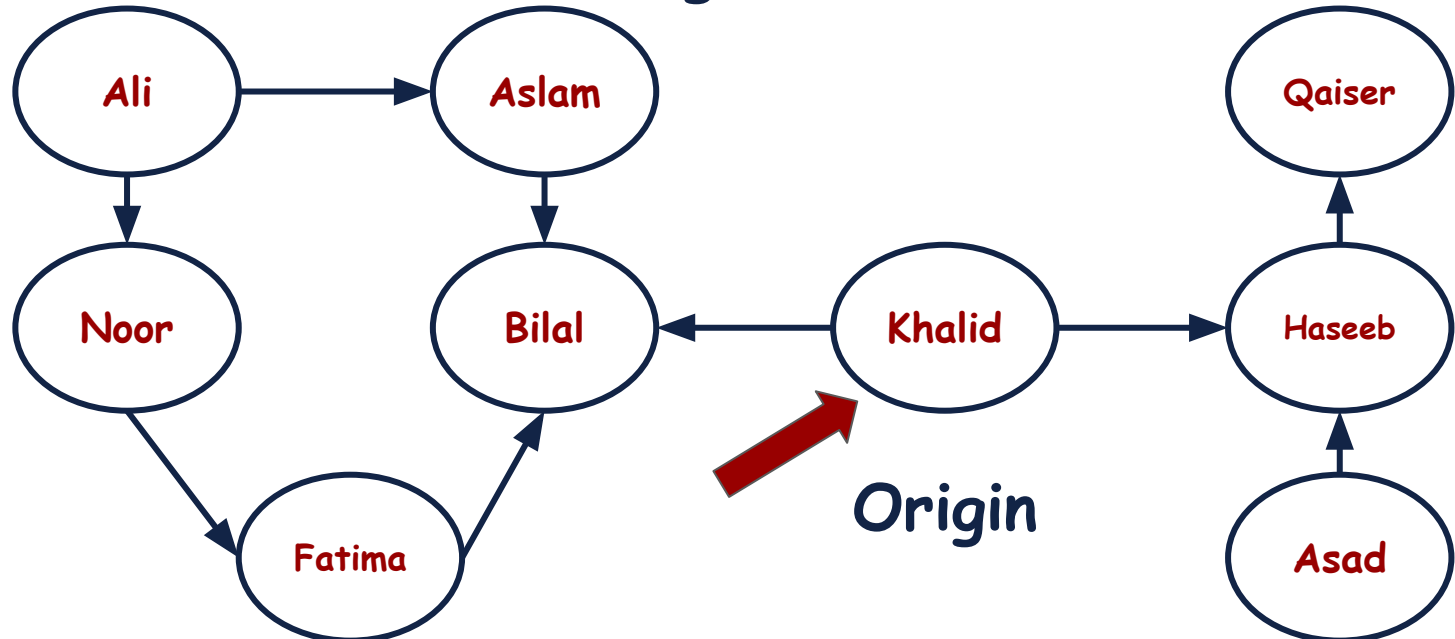 Ali
Aslam
Qaiser
Noor
Bilal
Khalid
Haseeb
Origin
Fatima
Asad